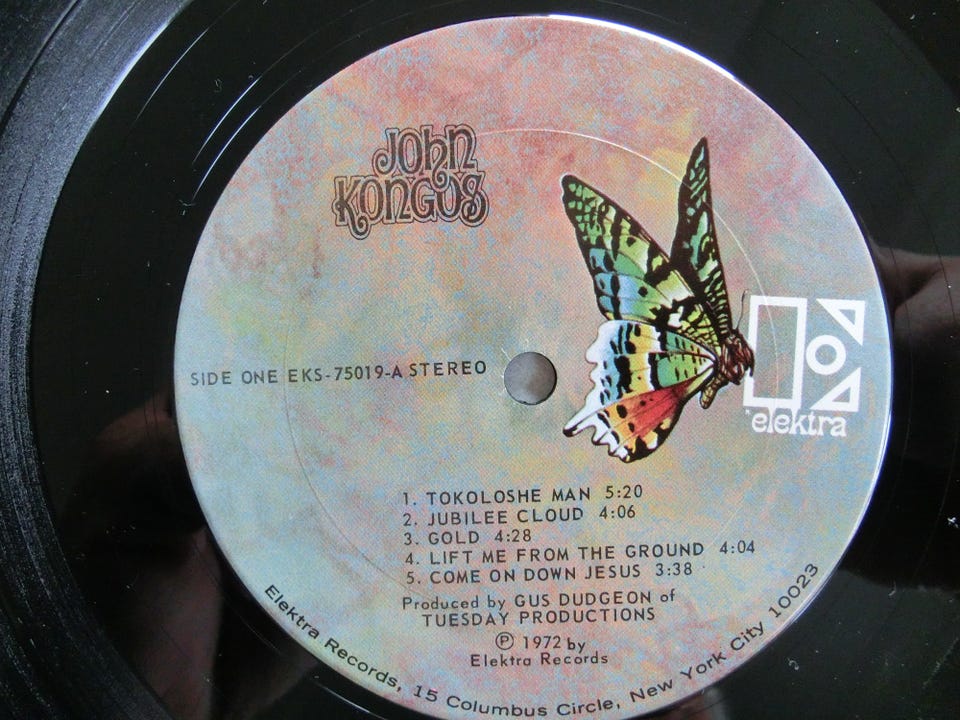 JOHN
KONGOS
SIDE ONE EKS-75019-A STEREO
elektra
1. TOKOLOSHE MAN 5:20
2. JUBILEE CLOUD 4:06
3. GOLD 4:28
4. LIFT ME FROM THE GROUND 4:04
5. COME ON DOWN JESUS 3:38
Produced by GUS DUDGEON of
TUESDAY PRODUCTIONS
℗ 1972 by
Elektra Records
Elektra Records, 15 Columbus Circle, New York City 10023